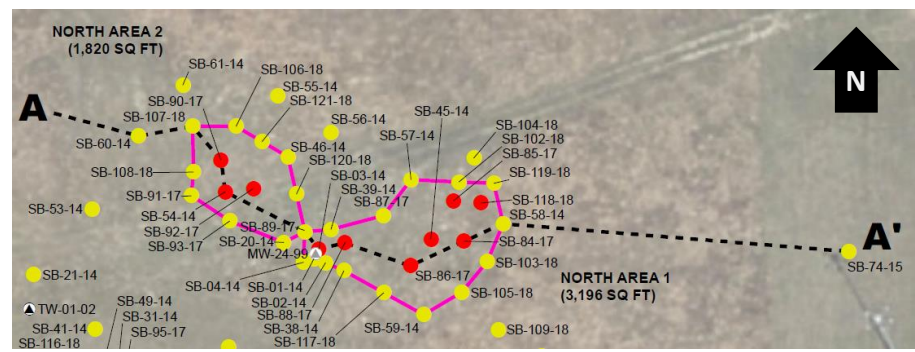 NORTH AREA 2
(1,820 SQ FT)
SB-61-14
SB-106-18
SB-90-17
SB-55-14
SB-121-18
SB-107-18
A
SB-60-14
SB-56-14
SB-46-14
SB-120-18
SB-03-14
SB-39-14
SB-87-17
SB-57-14
SB-45-14
SB-104-18
SB-102-18
SB-85-17
SB-119-18
SB-118-18
SB-58-14
N
SB-108-18
SB-91-17
SB-53-14
SB-54-14
SB-92-17
SB-93-17
SB-89-17
SB-20-14
MW-24-99
SB-84-17
A'
SB-74-15
SB-21-14
SB-04-14
SB-01-14
SB-02-14
SB-88-17
SB-38-14
SB-117-18
SB-86-17
SB-103-18
SB-105-18
NORTH AREA 1
(3,196 SQ FT)
SB-59-14
SB-109-18
TW-01-02
SB-49-14
SB-31-14
SB-95-17
SB-41-14
SB-116-18